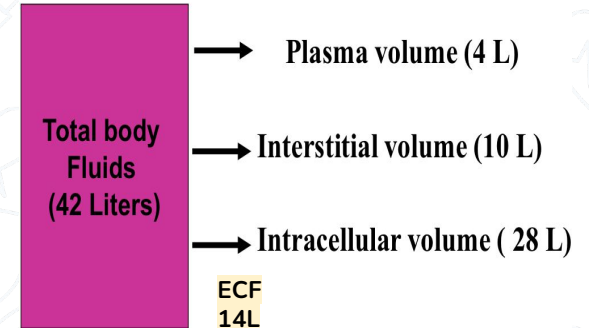 Total body
Fluids
(42 Liters)
Plasma volume (4 L)
Interstitial volume (10 L)
Intracellular volume ( 28 L)
ECF
14L